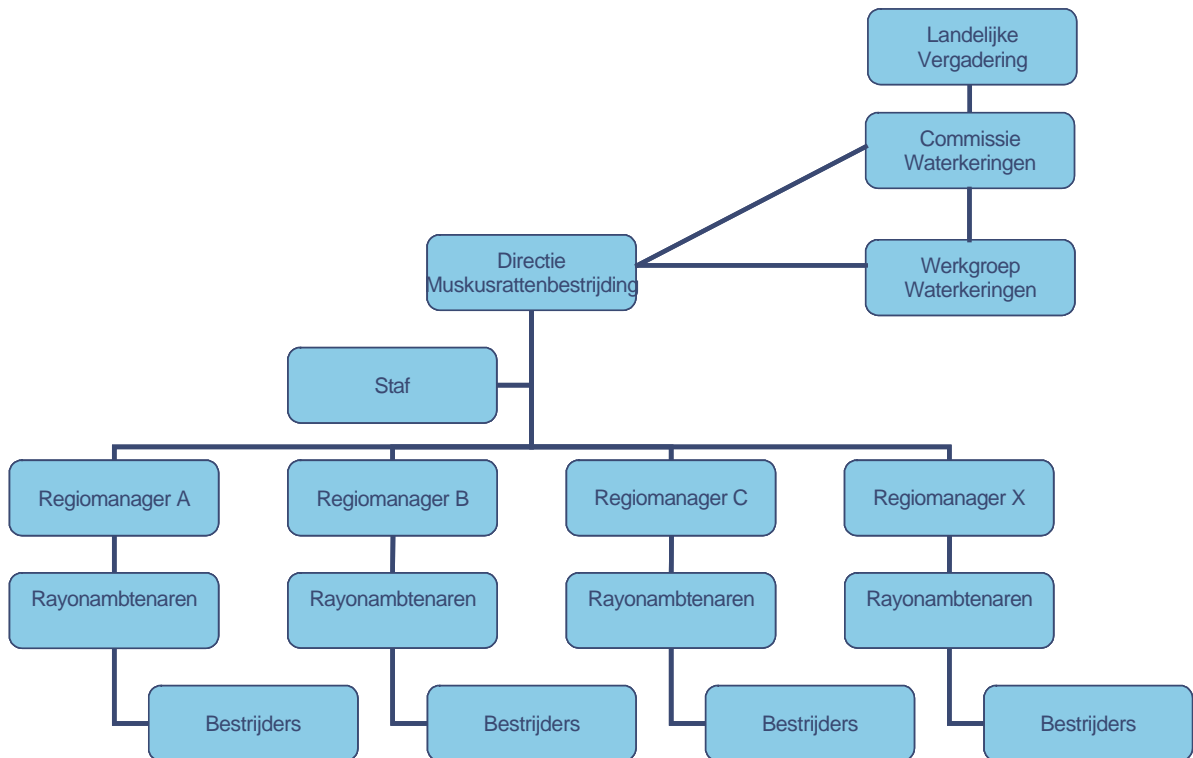 Landelijke
Vergadering
Commissie
Waterkeringen
Directie
Muskusrattenbestrijding
Werkgroep
Waterkeringen
Staf
Regiomanager A
Regiomanager B
Regiomanager C
Regiomanager X
Rayonambtenaren
Rayonambtenaren
Rayonambtenaren
Rayonambtenaren
Bestrijders
Bestrijders
Bestrijders
Bestrijders